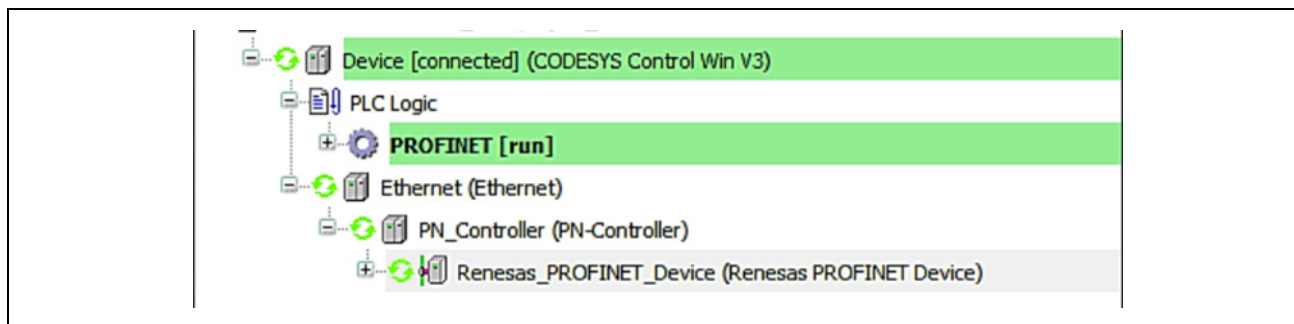 Device [connected] (CODESYS Control Win V3)
PLC Logic
PROFINET [run]
Ethernet (Ethernet)
PN_Controller (PN-Controller)
Renesas_PROFINET_Device (Renesas PROFINET Device)